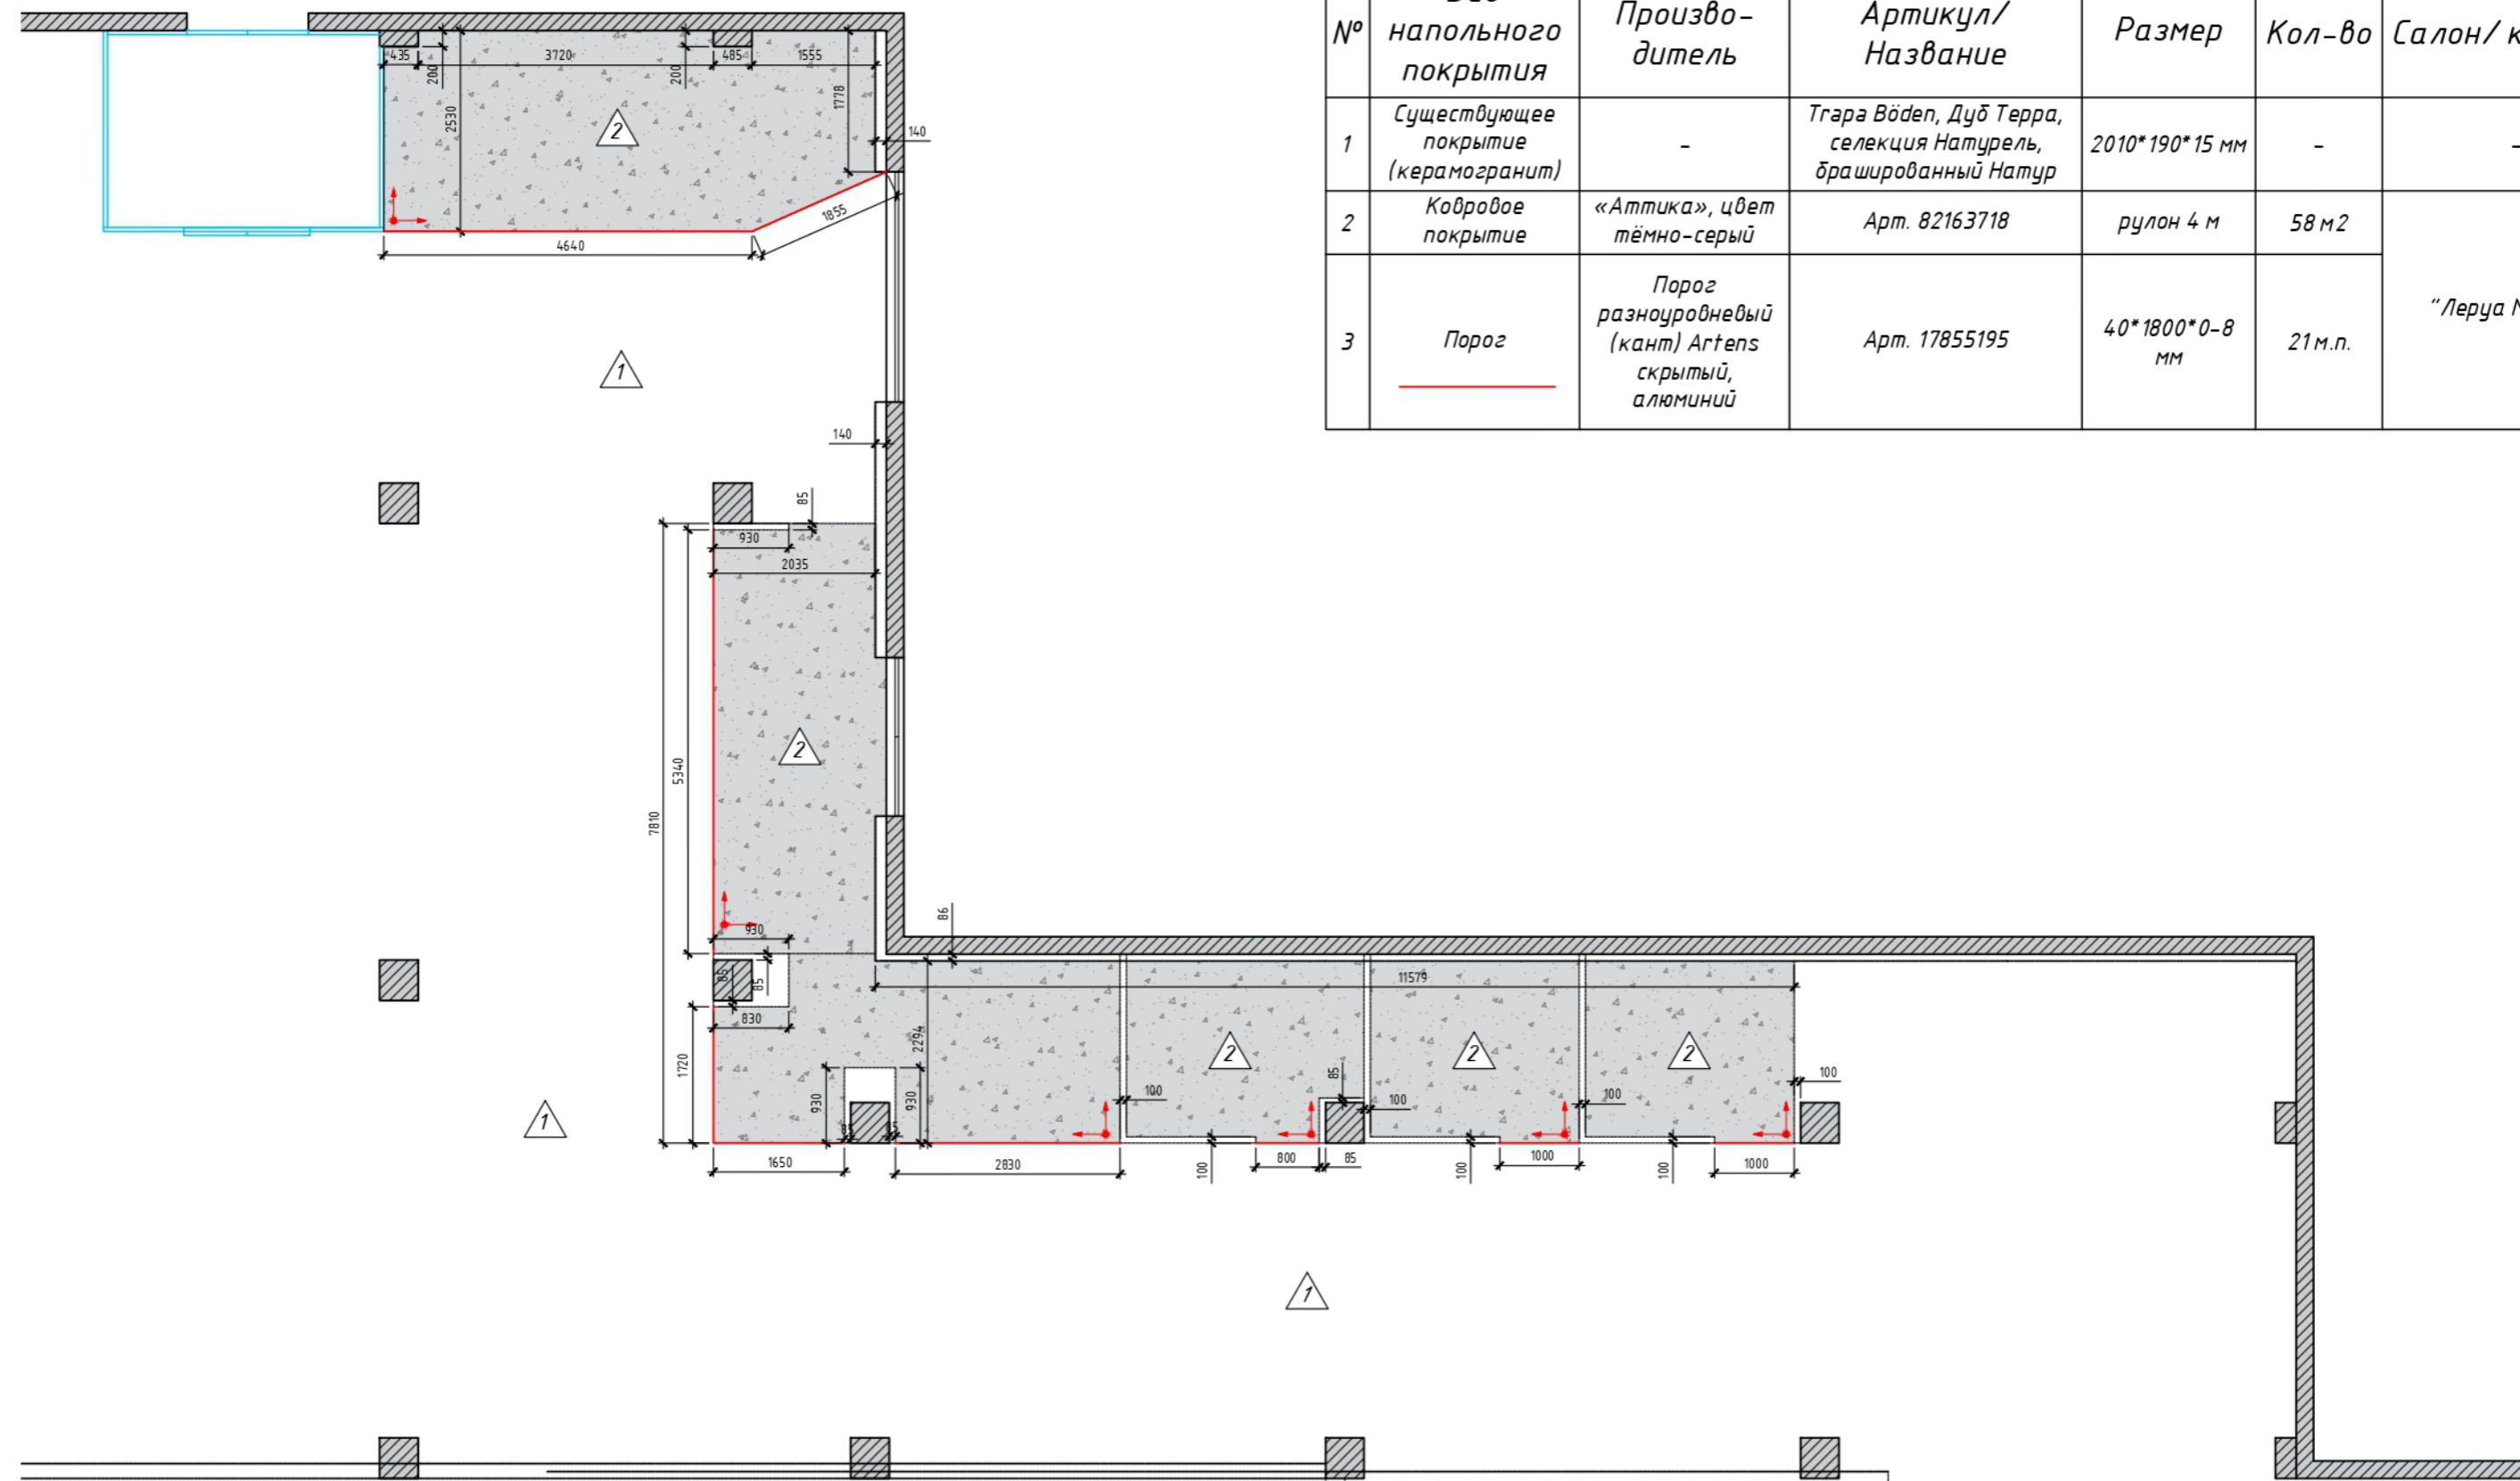 №
напольного
покрытия
Произво-
дитель
Артикул/
Название
Размер
Кол-во
Салон/
1
Существующее
покрытие
(керамогранит)
-
Trapa Böden, Дуб Терра,
селекция Натурель,
брашированный Натур
2010*190*15 мм
-
-
2
Ковровое
покрытие
«Аттика», цвет
тёмно-серый
Арт. 82163718
рулон 4 м
58 м2
3
Порог
Порог
разноуровневый
(кант) Artens
скрытый,
алюминий
Арт. 17855195
40*1800*0-8
мм
21 м.п.
"Леруа
435
3720
485
1555
200
200
2530
1778
140
2
4640
1855
1
140
85
930
2035
5340
7810
2
930
86
85
85
830
1720
2294
11579
930
930
1650
2830
100
2
2
2
85
100
100
100
100
800
85
100
1000
100
1000
1
1